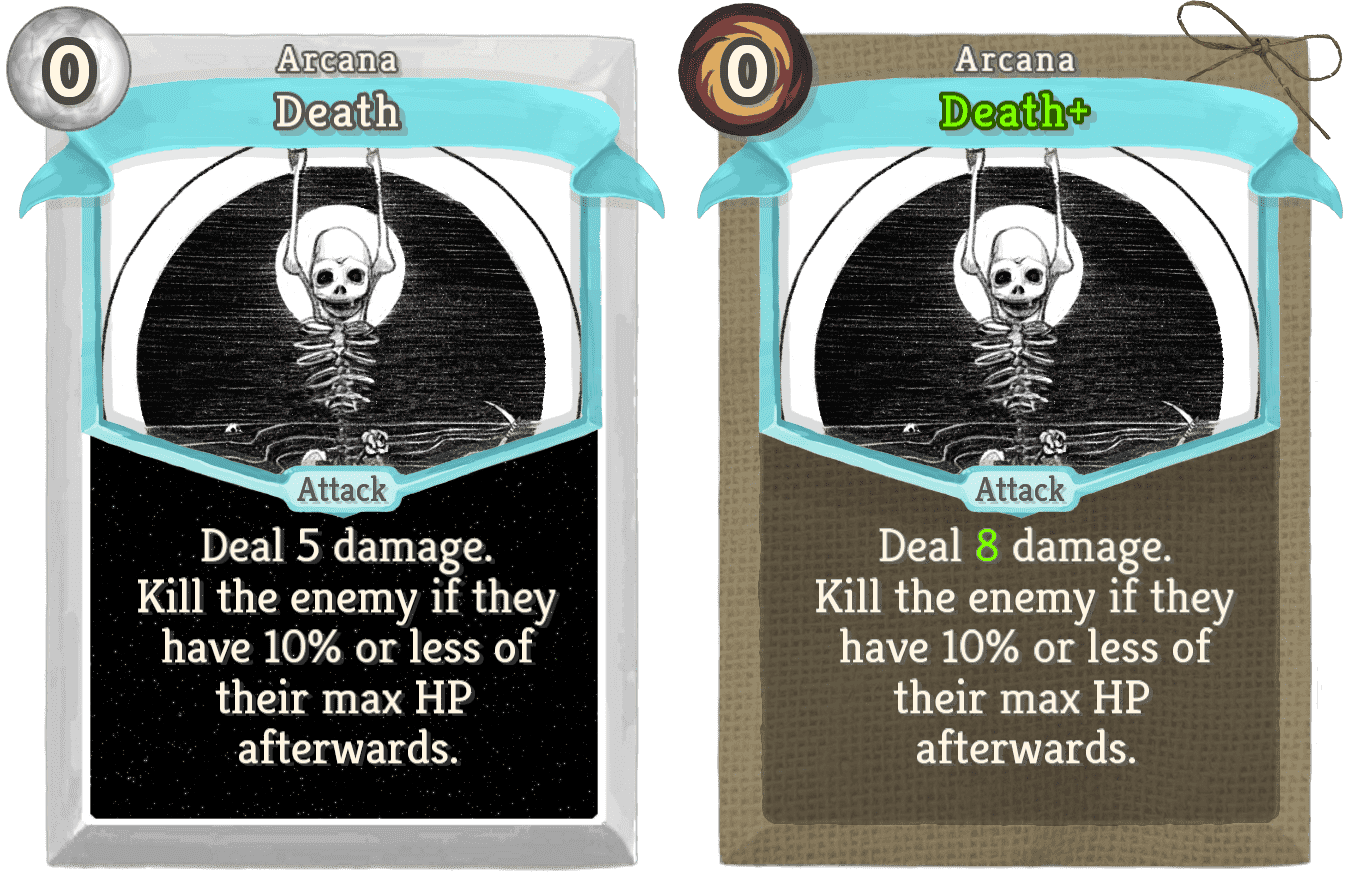 0
Arcana
Death
Attack
Deal 5 damage.
Kill the enemy if they
have 10% or less of
their max HP
afterwards.
0
Arcana
Death+
Attack
Deal 8 damage.
Kill the enemy if they
have 10% or less of
their max HP
afterwards.